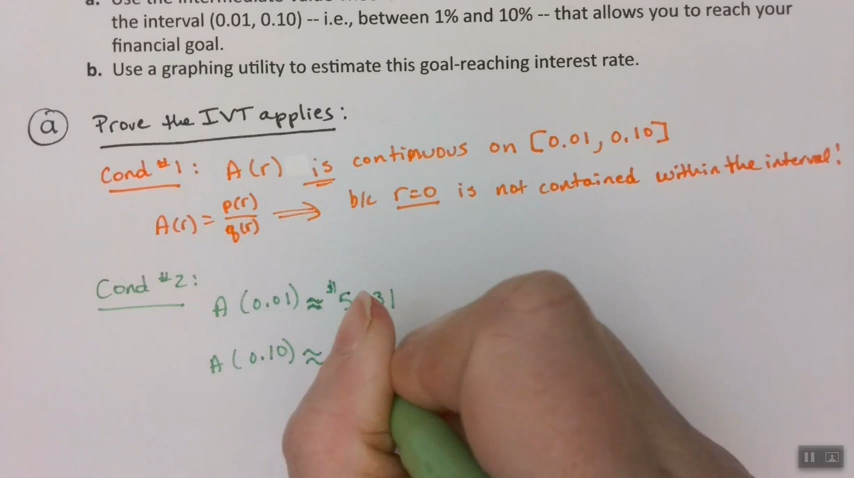 the interval (0.01, 0.10) -- i.e., between 1% and 10% -- that allows you to reach your
financial goal.
b. Use a graphing utility to estimate this goal-reaching interest rate.
ⓐ Prove the IVT applies:
Cond #1: A(r) is continuous on [0.01, 0.10]
A(r) = p(r)/q(r) ⟹ b/c r=0 is not contained within the interval!
Cond #2:
A (0.01) ≈ $5 31
A (0.10) ≈